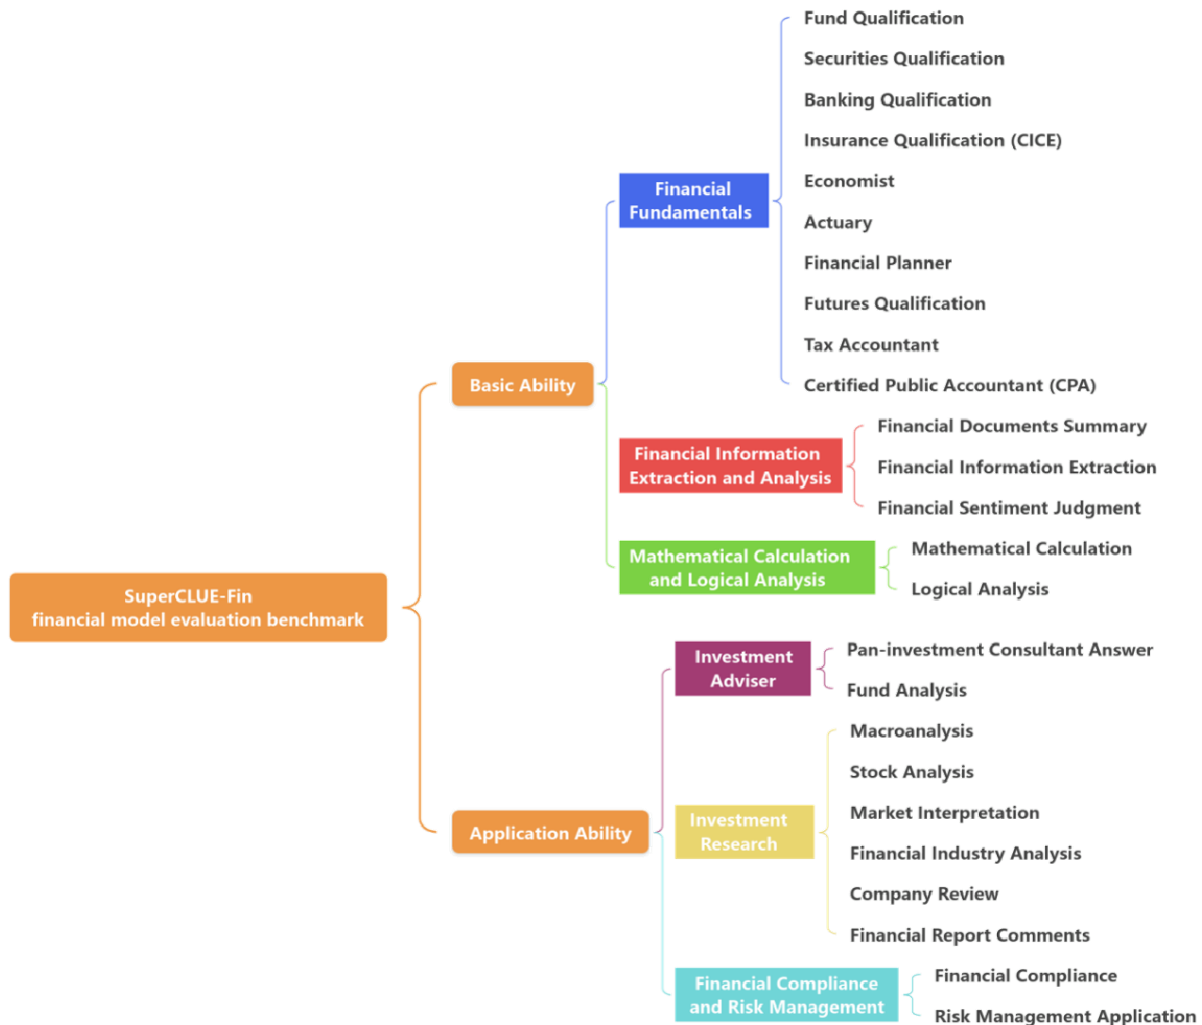 SuperCLUE-Fin
financial model evaluation benchmark
Basic Ability
Financial
Fundamentals
Fund Qualification
Securities Qualification
Banking Qualification
Insurance Qualification (CICE)
Economist
Actuary
Financial Planner
Futures Qualification
Tax Accountant
Certified Public Accountant (CPA)
Financial Information
Extraction and Analysis
Financial Documents Summary
Financial Information Extraction
Financial Sentiment Judgment
Mathematical Calculation
and Logical Analysis
Mathematical Calculation
Logical Analysis
Application Ability
Investment
Adviser
Pan-investment Consultant Answer
Fund Analysis
Investment
Research
Macroanalysis
Stock Analysis
Market Interpretation
Financial Industry Analysis
Company Review
Financial Report Comments
Financial Compliance
and Risk Management
Financial Compliance
Risk Management Application